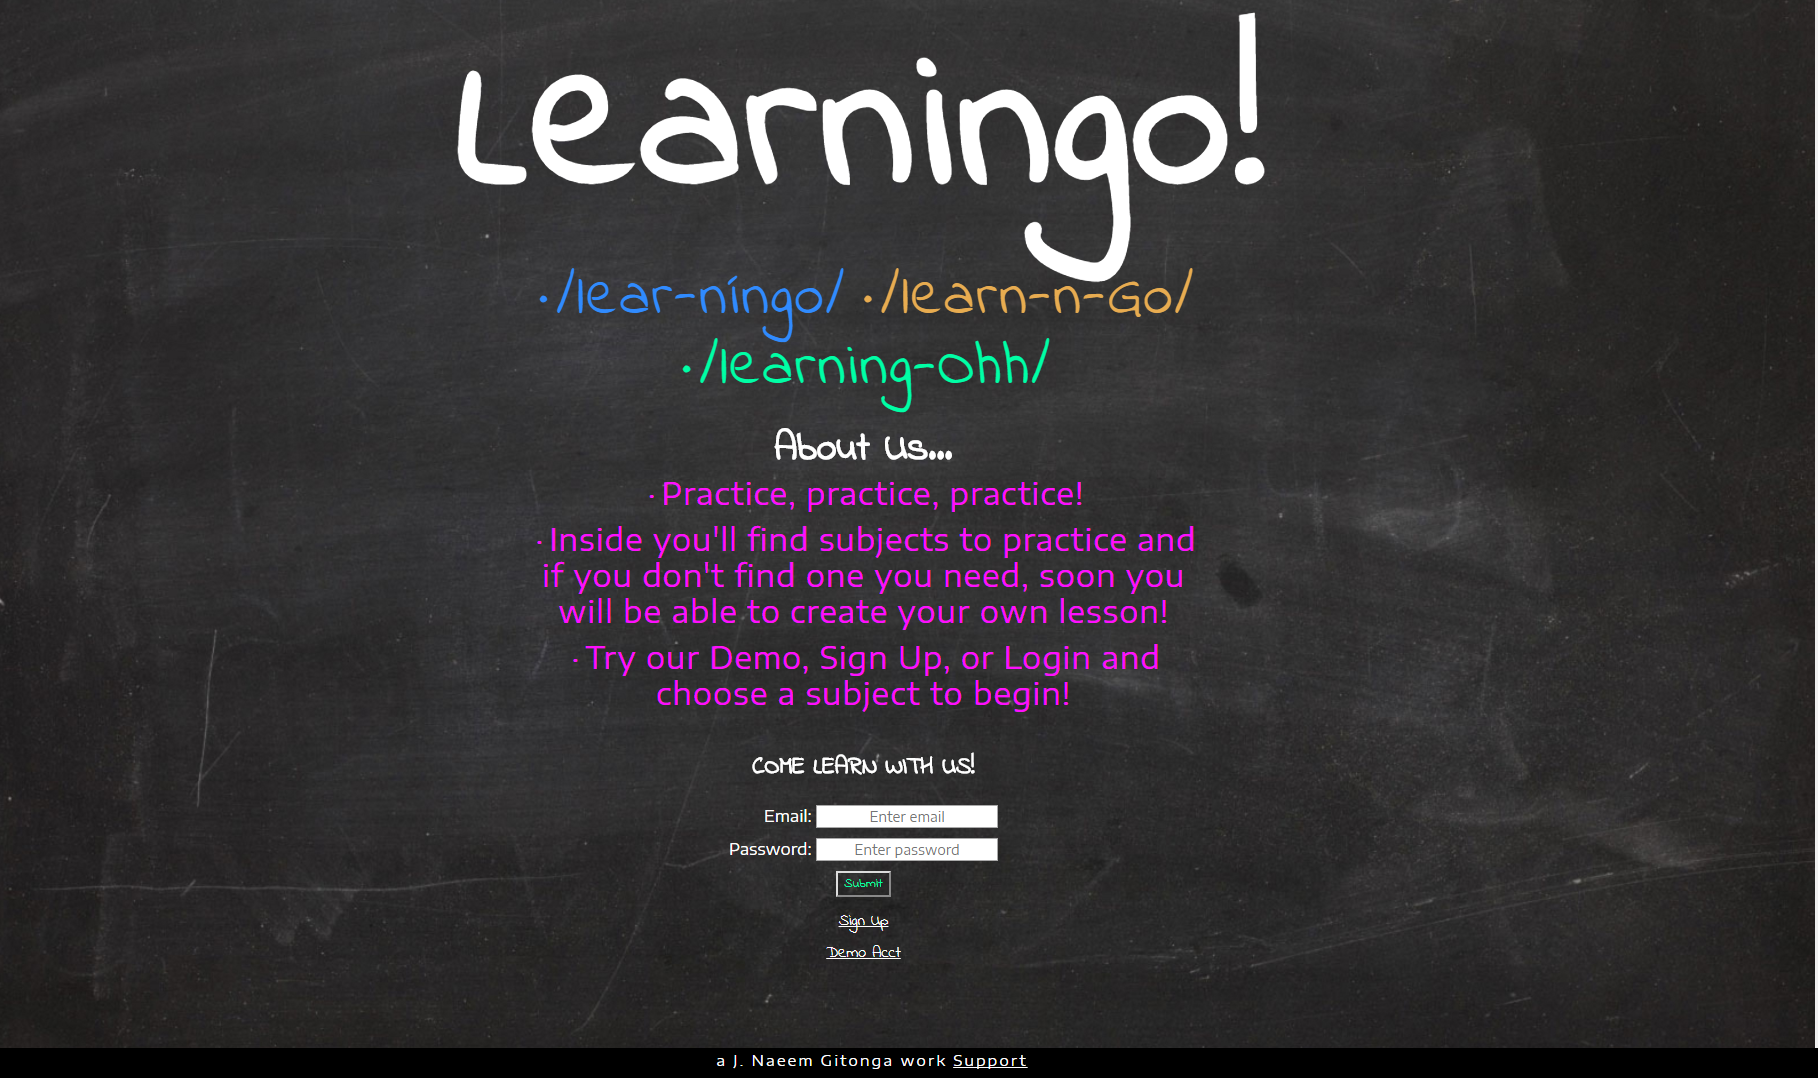 Learningo!
·/lear-níngo/ ·/learn-n-Go/
·/learning-Ohh/
About Us...
· Practice, practice, practice!
· Inside you'll find subjects to practice and
if you don't find one you need, soon you
will be able to create your own lesson!
· Try our Demo, Sign Up, or Login and
choose a subject to begin!
COME LEARN WITH US!
Email: Enter email
Password: Enter password
Submit
Sign Up
Demo Acct
a J. Naeem Gitonga work Support